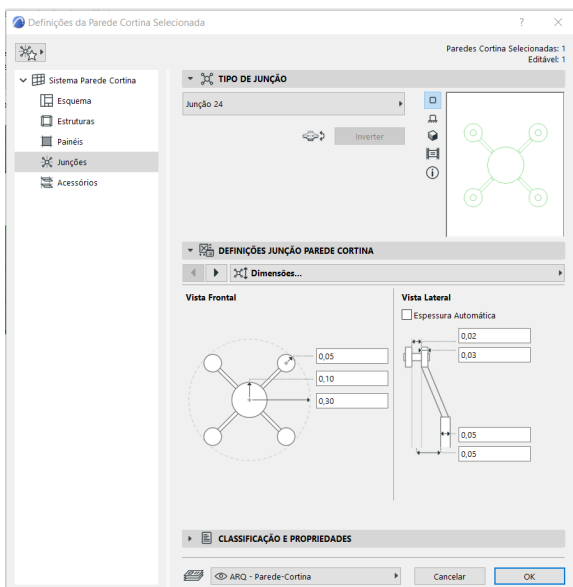 Definições da Parede Cortina Selecionada
Paredes Cortina Selecionadas: 1
Editável: 1
Sistema Parede Cortina
Esquema
Estruturas
Painéis
Junções
Acessórios
TIPO DE JUNÇÃO
Junção 24
Inverter
DEFINIÇÕES JUNÇÃO PAREDE CORTINA
Dimensões...
Vista Frontal
0,05
0,10
0,30
Vista Lateral
Espessura Automática
0,02
0,03
0,05
0,05
CLASSIFICAÇÃO E PROPRIEDADES
ARQ - Parede-Cortina
Cancelar
OK